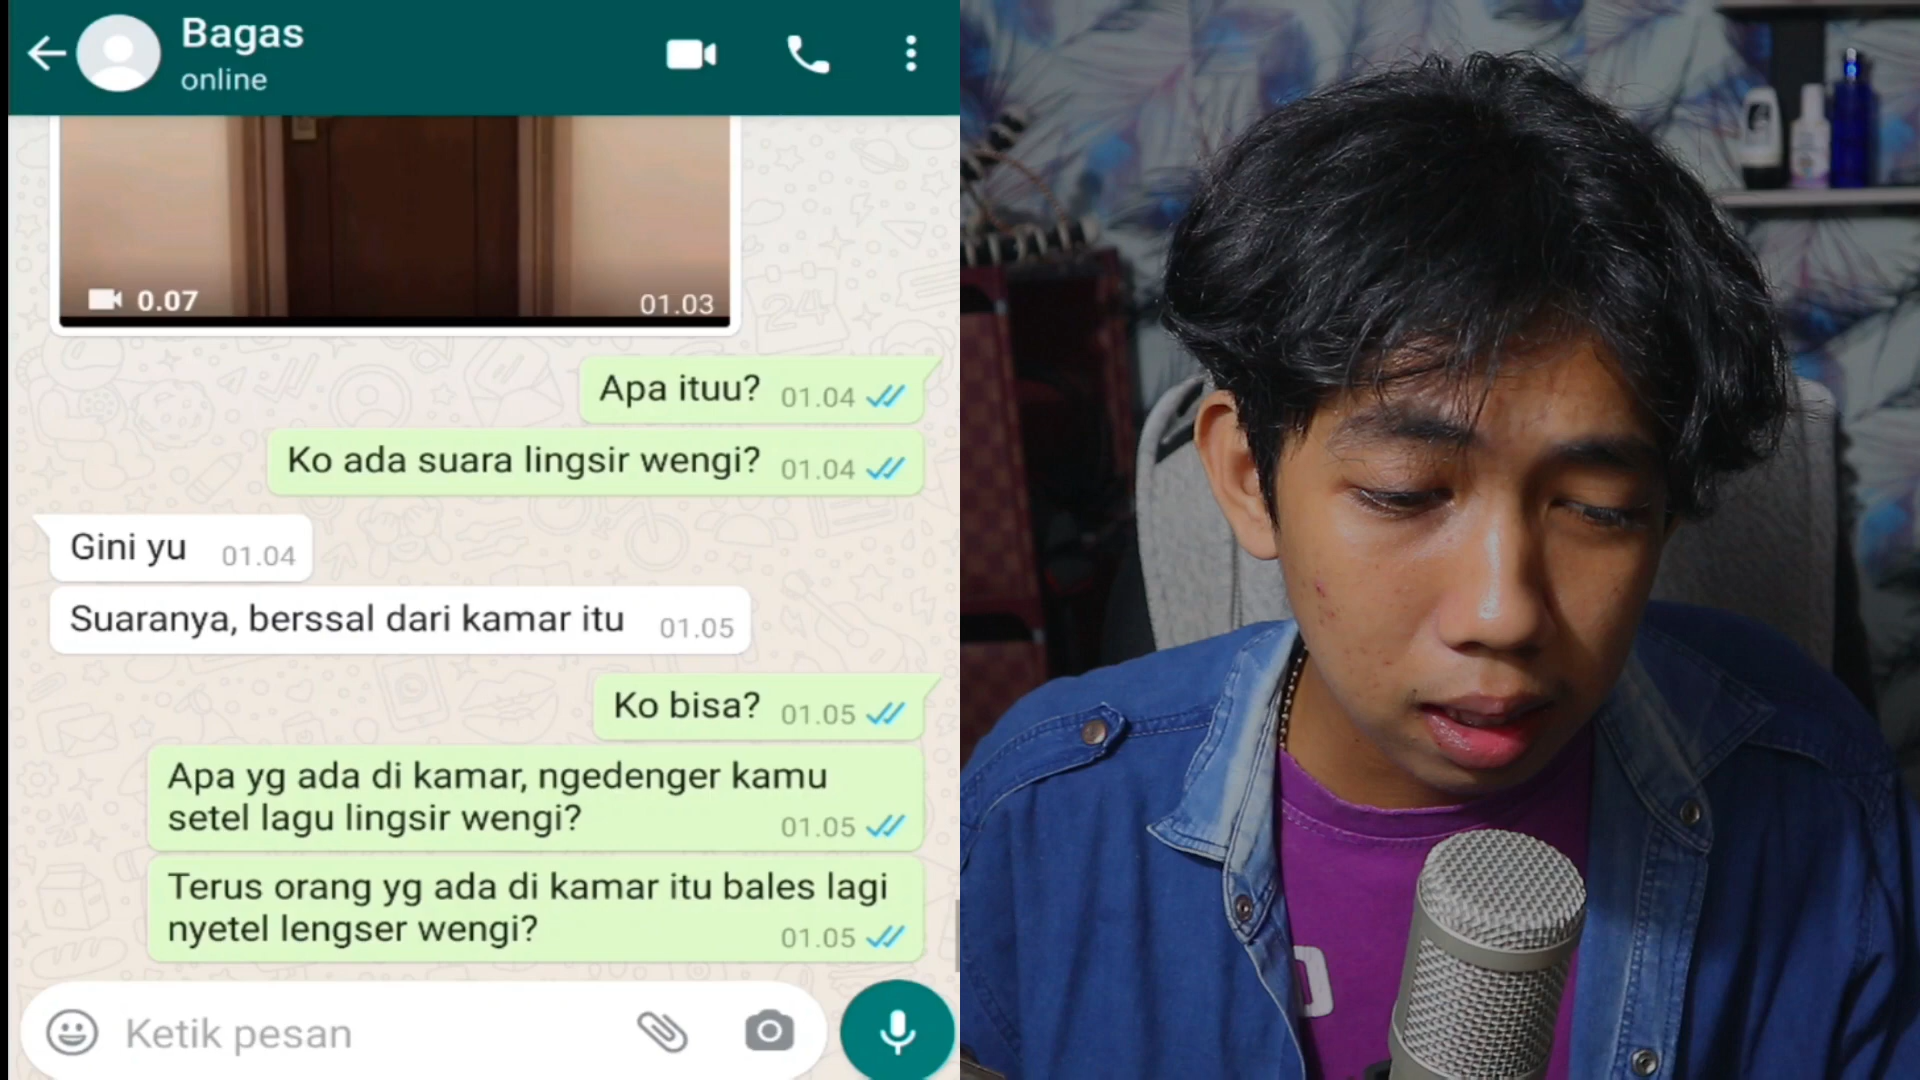 Bagas
online
0.07
01.03
Apa ituu? 01.04
Ko ada suara lingsir wengi? 01.04
Gini yu 01.04
Suaranya, berssal dari kamar itu 01.05
Ko bisa? 01.05
Apa yg ada di kamar, ngedenger kamu
setel lagu lingsir wengi? 01.05
Terus orang yg ada di kamar itu bales lagi
nyetel lengser wengi? 01.05
Ketik pesan